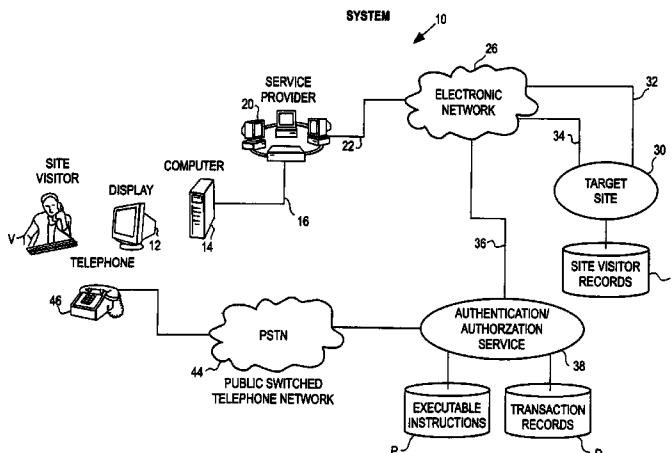 SYSTEM
10
26
SERVICE
PROVIDER
20
ELECTRONIC
NETWORK
32
22
34
SITE
VISITOR
DISPLAY
COMPUTER
30
TARGET
SITE
16
V
12
14
36
TELEPHONE
SITE VISITOR
RECORDS
46
PSTN
AUTHENTICATION/
AUTHORZATION
SERVICE
44
PUBLIC SWITCHED
TELEPHONE NETWORK
38
EXECUTABLE
INSTRUCTIONS
TRANSACTION
RECORDS